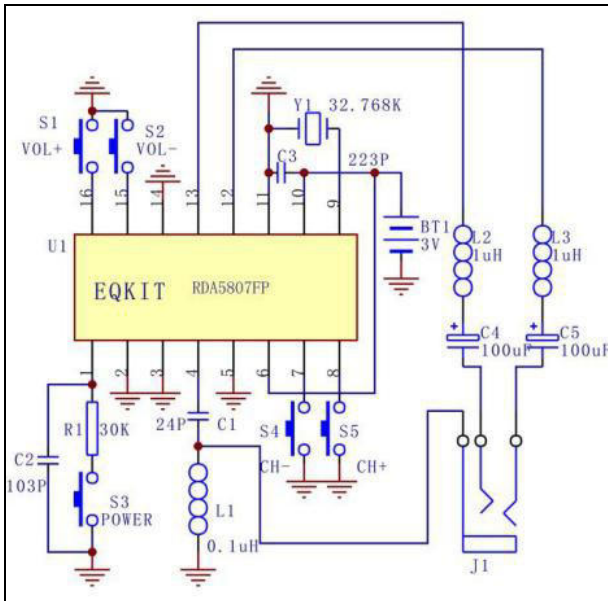 Y1 32.768K
S1
VOL+
S2
VOL-
C3
223P
16
15
14
13
12
11
10
9
BT1
3V
L2
1uH
L3
1uH
U1
EQKIT
RDA5807FP
+
C4
100uF
+
C5
100uF
1
2
3
4
5
6
7
8
R1
30K
24P
C1
S4
S5
C2
103P
CH-
CH+
S3
POWER
L1
0.1uH
J1